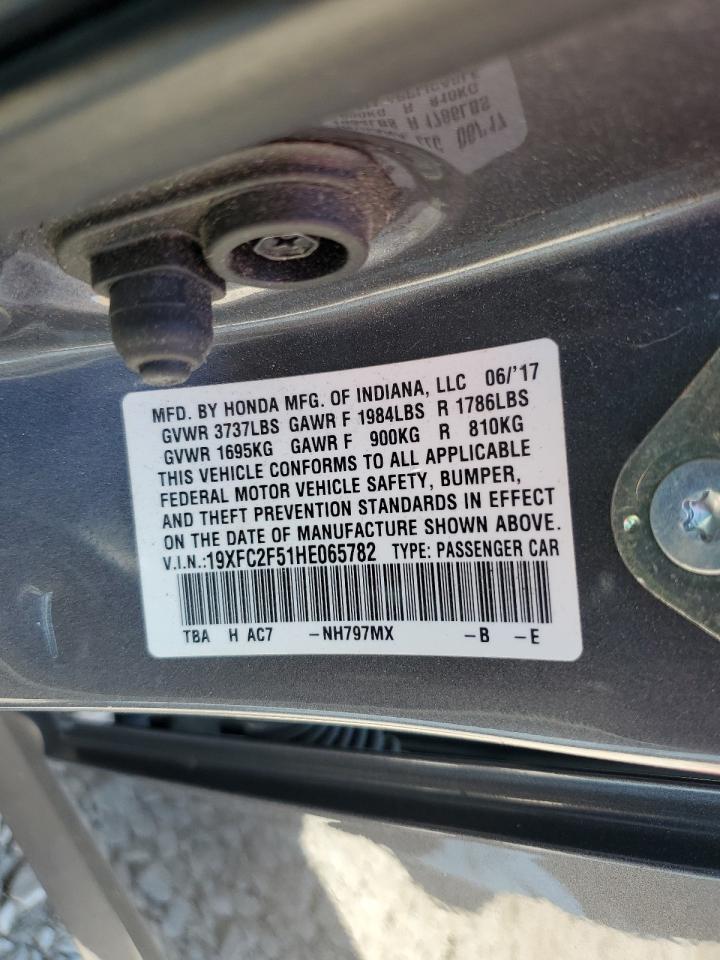 MFD. BY HONDA MFG. OF INDIANA, LLC 06/'17
GVWR 3737LBS GAWR F 1984LBS R 1786LBS
GVWR 1695KG GAWR F 900KG R 810KG
THIS VEHICLE CONFORMS TO ALL APPLICABLE
FEDERAL MOTOR VEHICLE SAFETY, BUMPER,
AND THEFT PREVENTION STANDARDS IN EFFECT
ON THE DATE OF MANUFACTURE SHOWN ABOVE.
V.I.N.:19XFC2F51HE065782 TYPE: PASSENGER CAR
TBA H AC7 -NH797MX -B -E